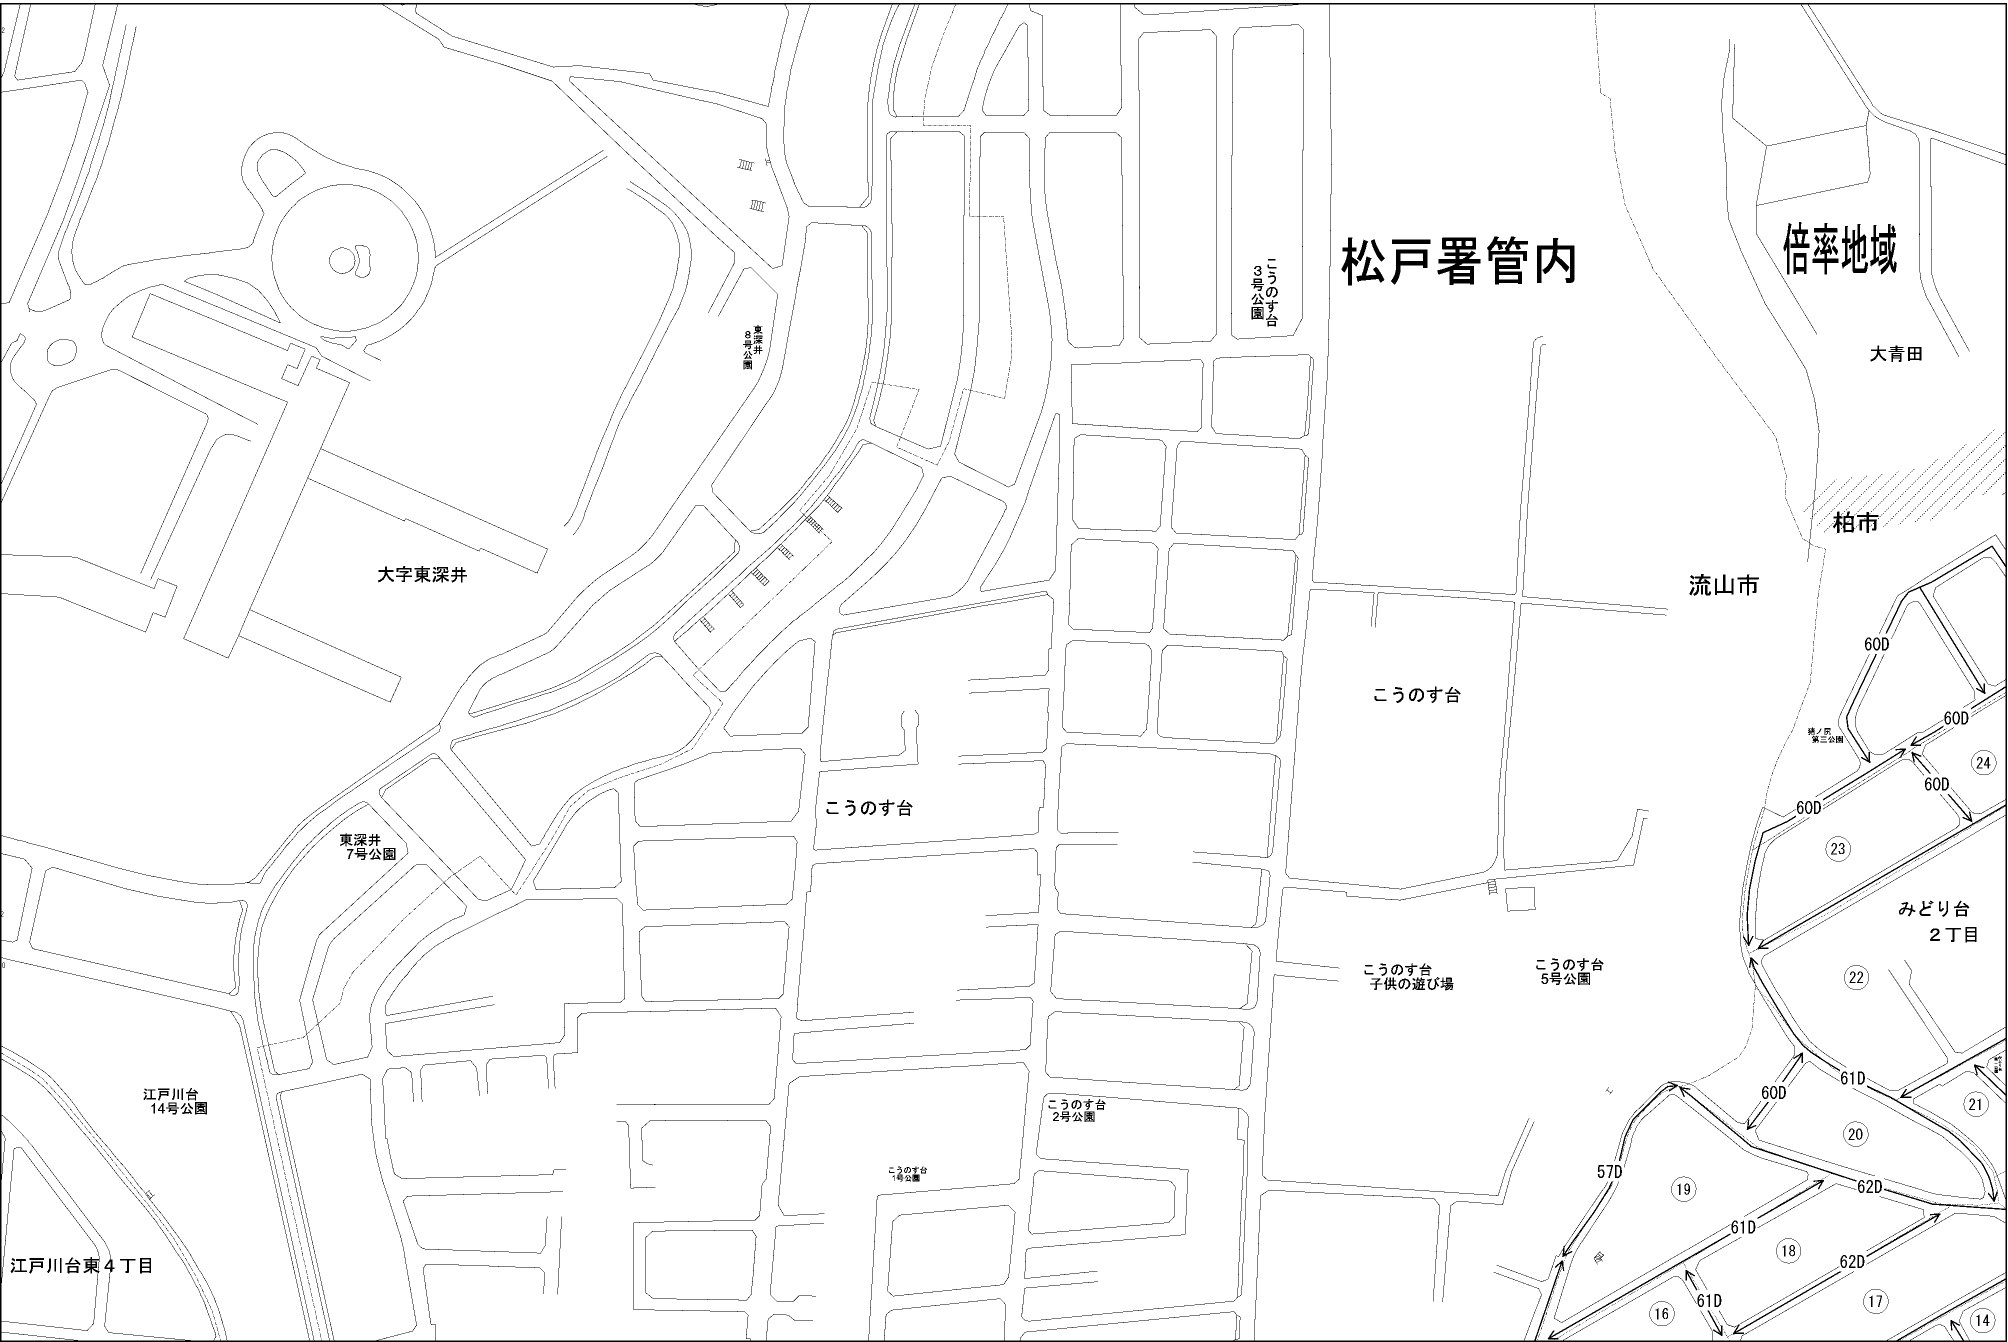 松戸署管内
倍率地域
大青田
こうのす台
3号公園
東深井
8号公園
柏市
流山市
大字東深井
60D
こうのす台
60D
猪ノ尻
第三公園
24
60D
60D
こうのす台
東深井
7号公園
23
みどり台
2丁目
こうのす台
子供の遊び場
こうのす台
5号公園
22
江戸川台
14号公園
61D
60D
こうのす台
2号公園
21
20
こうのす台
1号公園
57D
19
62D
61D
18
62D
江戸川台東4丁目
61D
16
17
14